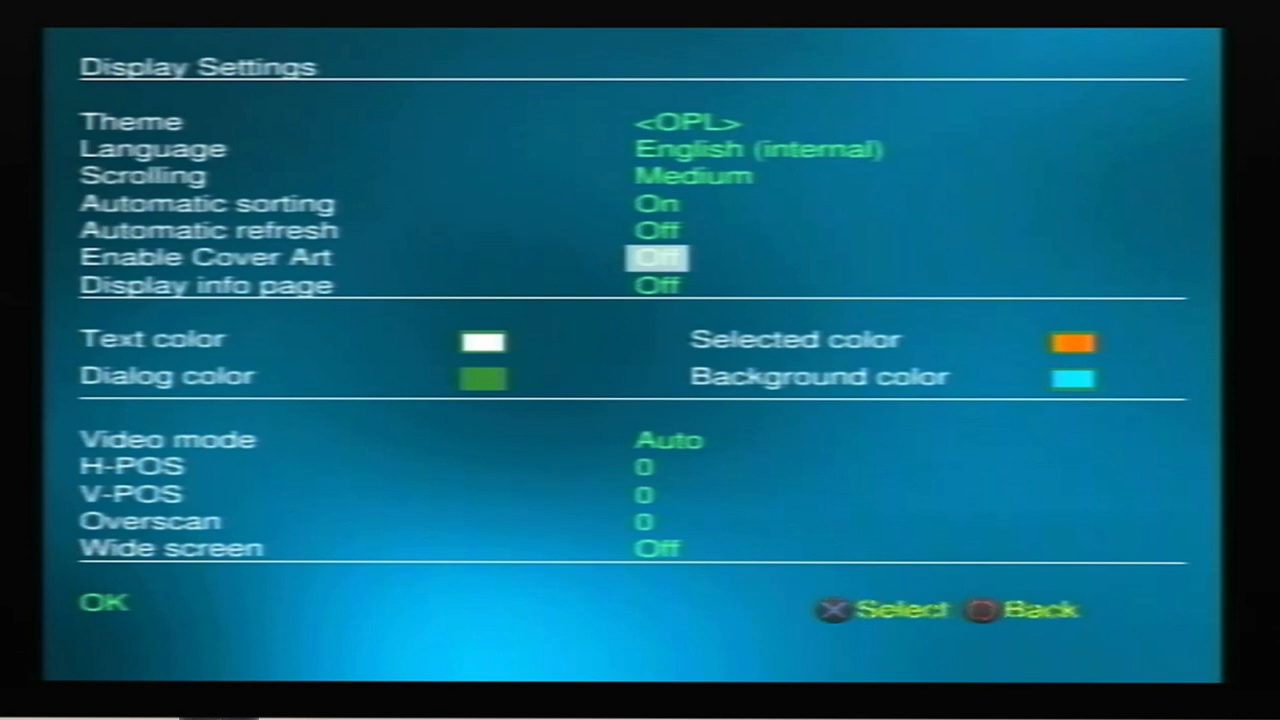 Display Settings
Theme <OPL>
Language English (internal)
Scrolling Medium
Automatic sorting On
Automatic refresh Off
Enable Cover Art Off
Display info page Off
Text color Selected color
Dialog color Background color
Video mode Auto
H-POS 0
V-POS 0
Overscan 0
Wide screen Off
OK Select Back